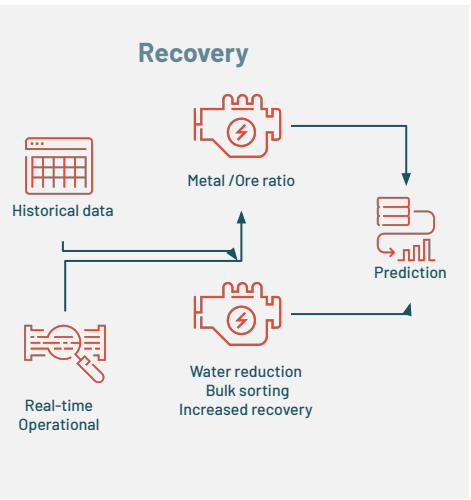 Recovery
Metal /Ore ratio
Historical data
Prediction
Water reduction
Bulk sorting
Increased recovery
Real-time
Operational